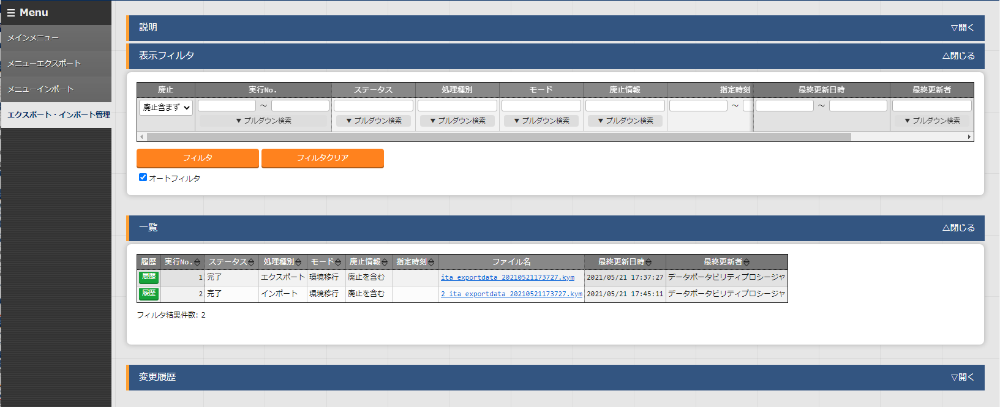 ☰ Menu
メインメニュー
メニューエクスポート
メニューインポート
エクスポート・インポート管理
説明 ▽開く
表示フィルタ △閉じる
廃止 実行No. ステータス 処理種別 モード 廃止情報 指定時刻 最終更新日時 最終更新者
廃止含まず ～ ～ ～
▼プルダウン検索 ▼プルダウン検索 ▼プルダウン検索 ▼プルダウン検索 ▼プルダウン検索 ▼プルダウン検索
フィルタ フィルタクリア
オートフィルタ
一覧 △閉じる
履歴 実行No. ステータス 処理種別 モード 廃止情報 指定時刻 ファイル名 最終更新日時 最終更新者
履歴 1 完了 エクスポート 環境移行 廃止を含む ita_exportdata_20210521173727.kym 2021/05/21 17:37:27 データポータビリティプロシージャ
履歴 2 完了 インポート 環境移行 廃止を含む 2_ita_exportdata_20210521173727.kym 2021/05/21 17:45:11 データポータビリティプロシージャ
フィルタ結果件数: 2
変更履歴 ▽開く